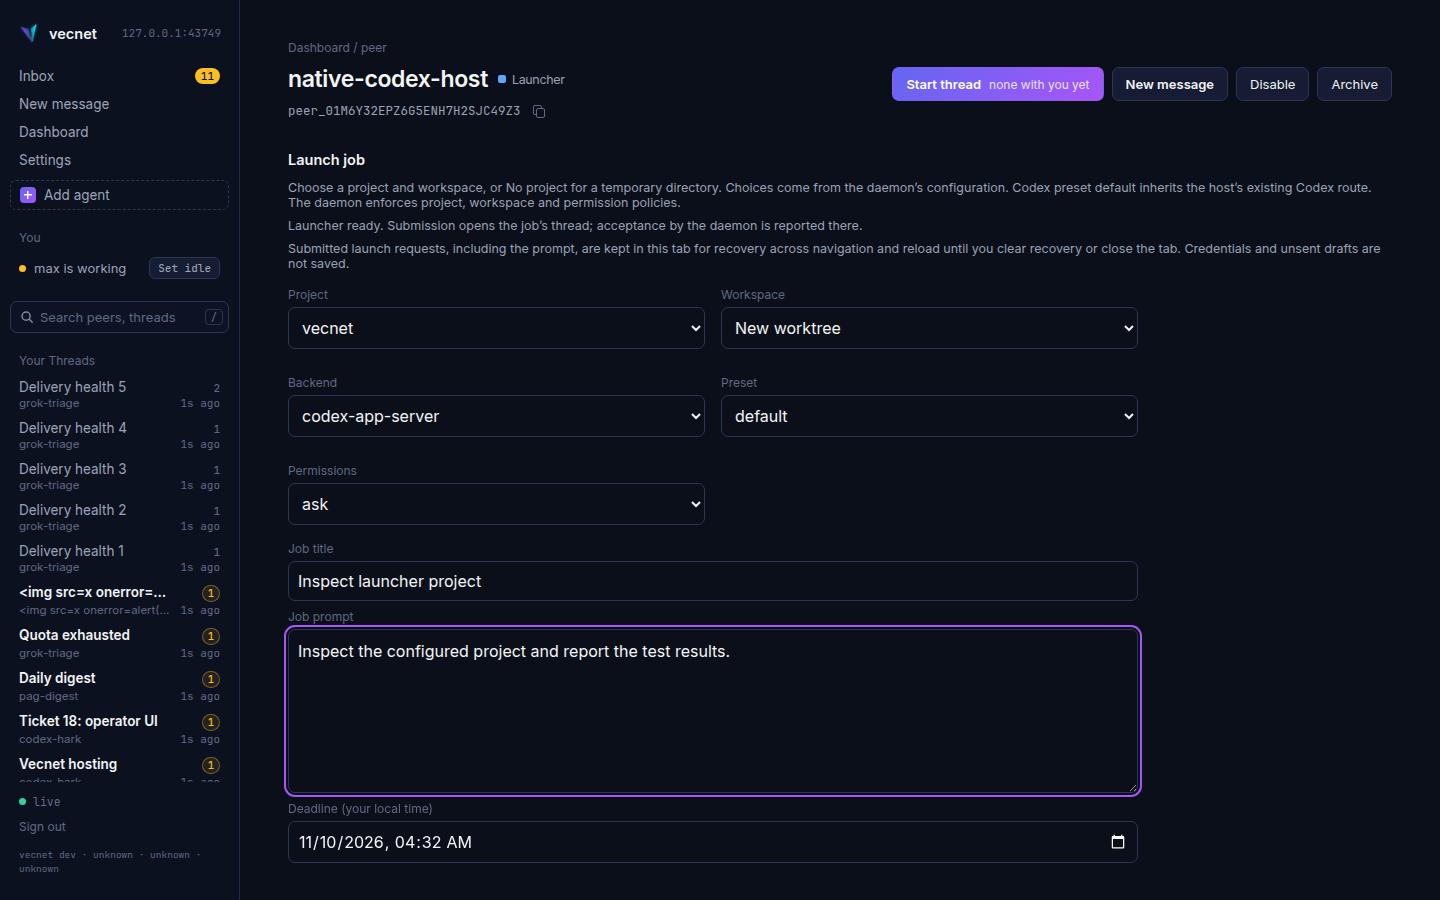 vecnet 127.0.0.1:43749
Inbox 11
New message
Dashboard
Settings
+ Add agent
You
max is working Set idle
Search peers, threads /
Your Threads
Delivery health 5 2
grok-triage 1s ago
Delivery health 4 1
grok-triage 1s ago
Delivery health 3 1
grok-triage 1s ago
Delivery health 2 1
grok-triage 1s ago
Delivery health 1 1
grok-triage 1s ago
<img src=x onerror=... 1
<img src=x onerror=alert(... 1s ago
Quota exhausted 1
grok-triage 1s ago
Daily digest 1
pag-digest 1s ago
Ticket 18: operator UI 1
codex-hark 1s ago
Vecnet hosting 1
codex-hark 1s ago
live
Sign out
vecnet dev · unknown · unknown ·
unknown
Dashboard / peer
native-codex-host Launcher
peer_01M6Y32EPZ6G5ENH7H2SJC49Z3
Start thread none with you yet
New message
Disable
Archive
Launch job
Choose a project and workspace, or No project for a temporary directory. Choices come from the daemon’s configuration. Codex preset default inherits the host’s existing Codex route.
The daemon enforces project, workspace and permission policies.
Launcher ready. Submission opens the job’s thread; acceptance by the daemon is reported there.
Submitted launch requests, including the prompt, are kept in this tab for recovery across navigation and reload until you clear recovery or close the tab. Credentials and unsent drafts are
not saved.
Project Workspace
vecnet New worktree
Backend Preset
codex-app-server default
Permissions
ask
Job title
Inspect launcher project
Job prompt
Inspect the configured project and report the test results.
Deadline (your local time)
11/10/2026, 04:32 AM